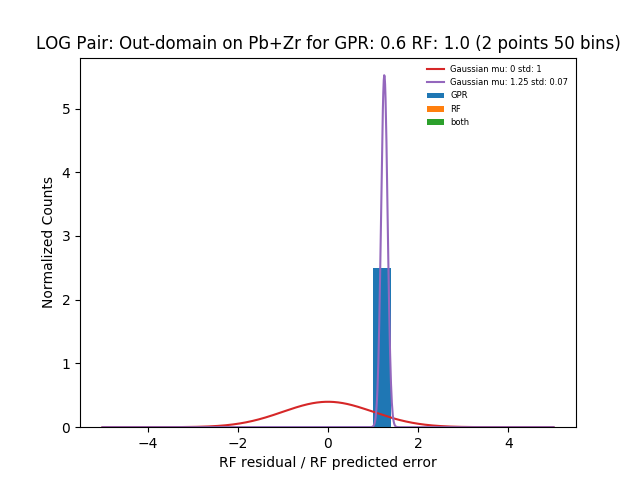 LOG Pair: Out-domain on Pb+Zr for GPR: 0.6 RF: 1.0 (2 points 50 bins)
Gaussian mu: 0 std: 1
Gaussian mu: 1.25 std: 0.07
GPR
RF
both
Normalized Counts
5
4
3
2
1
0
−4 −2 0 2 4
RF residual / RF predicted error